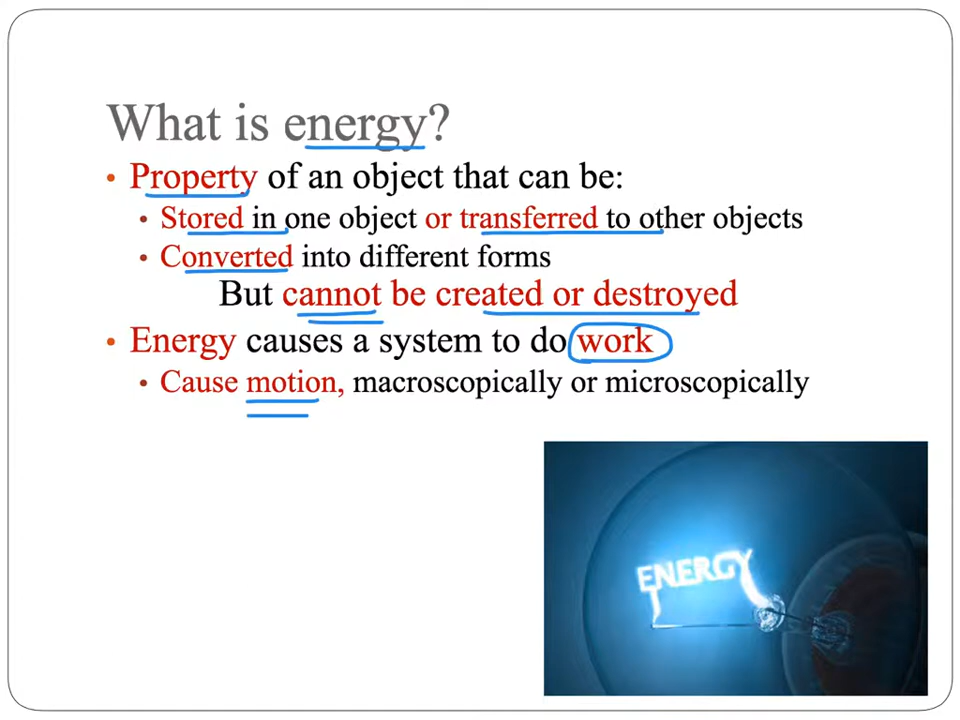 What is energy?
• Property of an object that can be:
• Stored in one object or transferred to other objects
• Converted into different forms
But cannot be created or destroyed
• Energy causes a system to do work
• Cause motion, macroscopically or microscopically
ENERGY